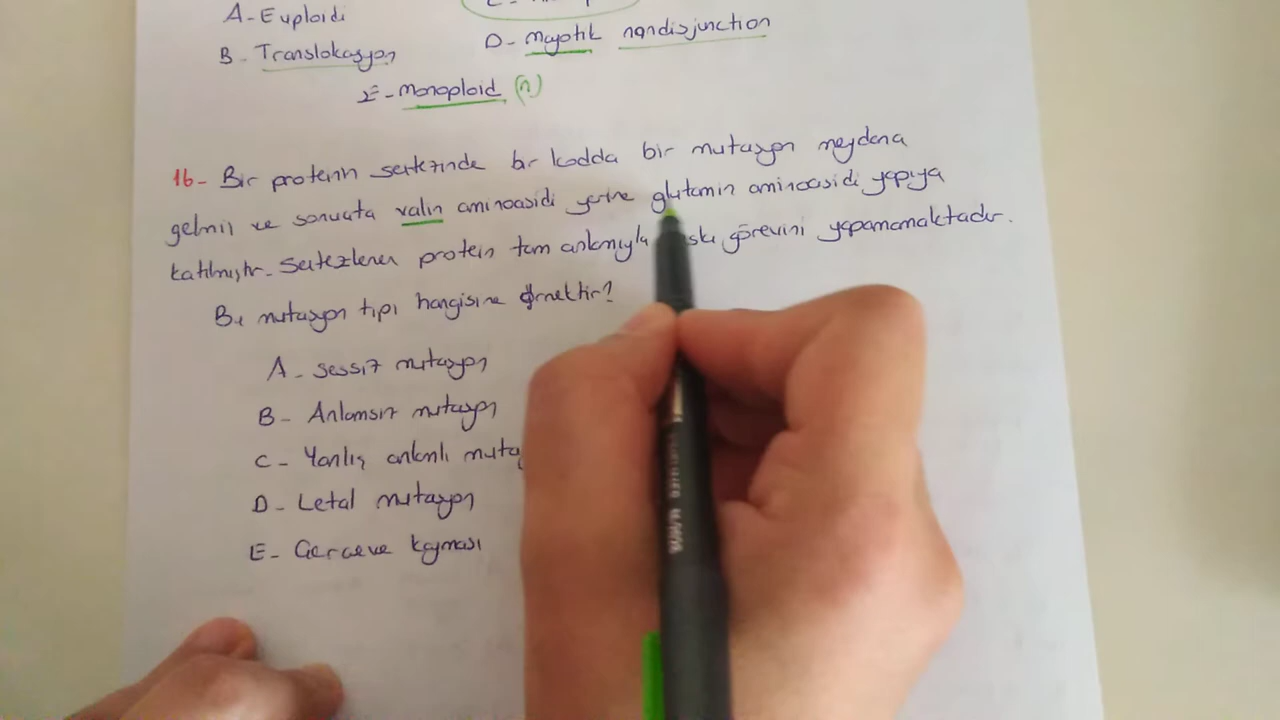 A - Euploidi
D - Mayotik nondisjunction
B - Translokasyon
E - Monoploid (n)
16- Bir proteinin sentezinde bir kodda bir mutasyon meydana
gelmiş ve sonuçta valin aminoasidi yerine glutamin aminoasidi yapıya
katılmıştır. Sentezlenen protein tam anlamıyla görevini yapamamaktadır.
Bu mutasyon tipi hangisine örnektir?
A - Sessiz mutasyon
B - Anlamsız mutasyon
C - Yanlış anlamlı
D - Letal mutasyon
E - Çerçeve kayması